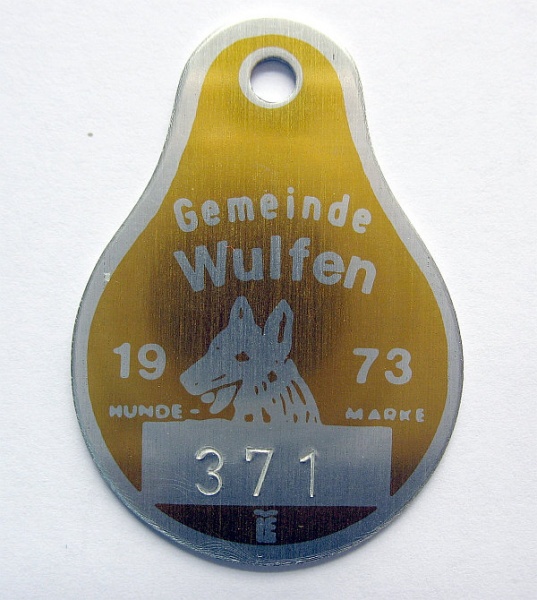 Gemeinde
Wulfen
19 73
HUNDE- MARKE
371